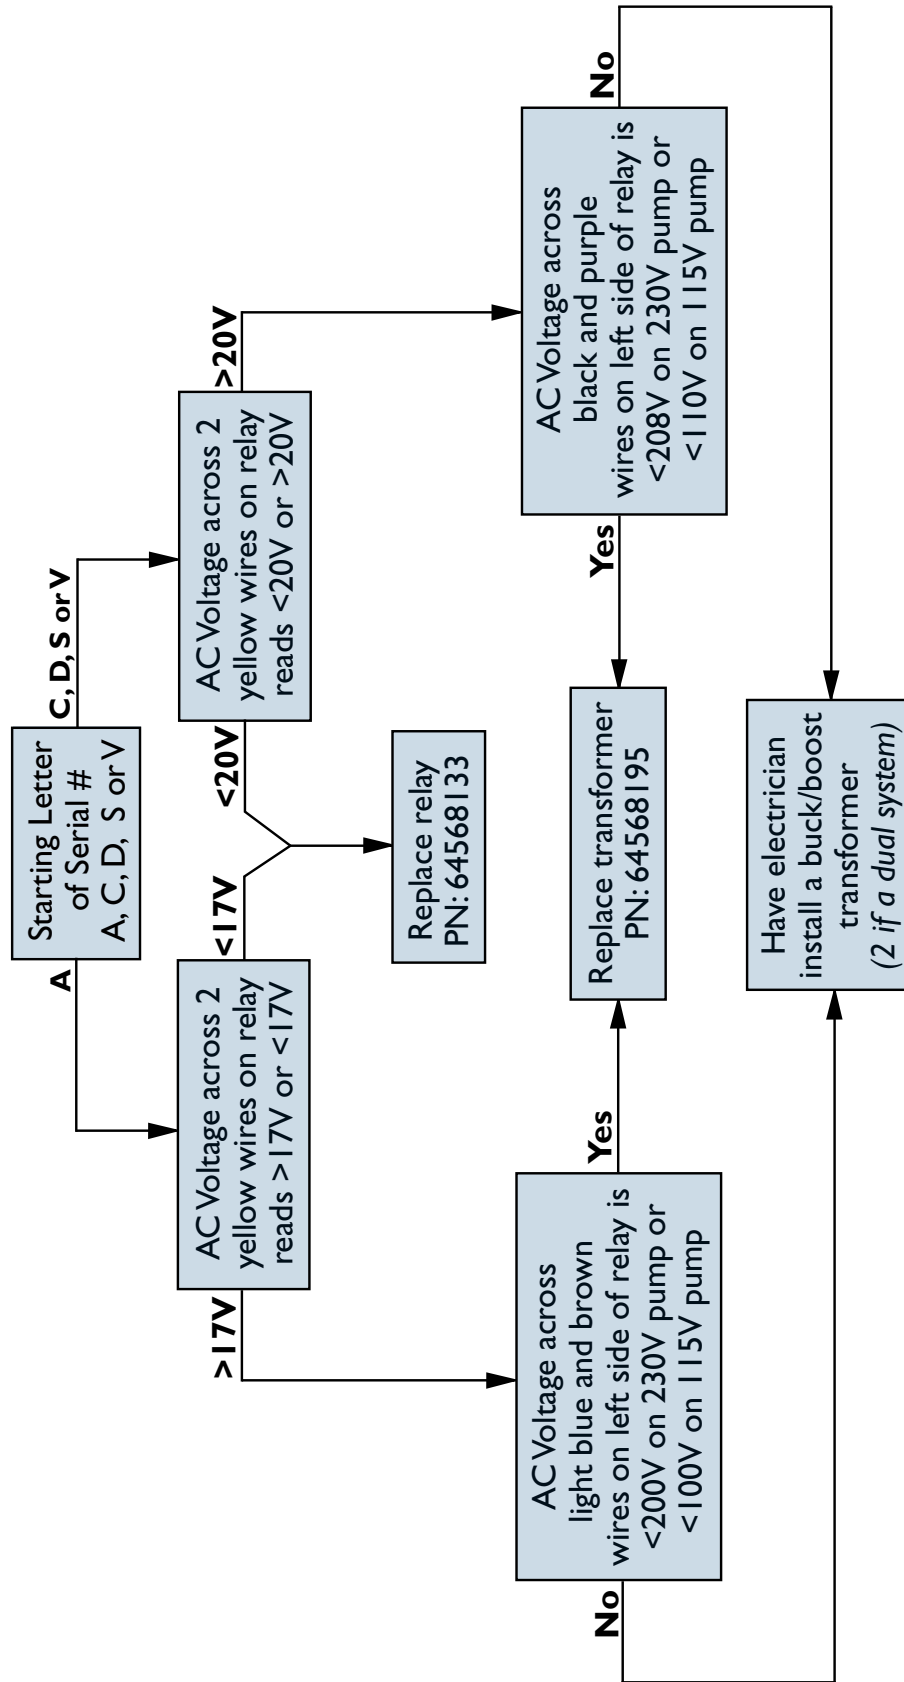 Starting Letter
of Serial #
A, C, D, S or V
A
C, D, S or V
AC Voltage across 2
yellow wires on relay
reads >17V or <17V
AC Voltage across 2
yellow wires on relay
reads <20V or >20V
>17V
<17V
<20V
>20V
Replace relay
PN: 64568133
AC Voltage across
light blue and brown
wires on left side of relay is
<200V on 230V pump or
<100V on 115V pump
AC Voltage across
black and purple
wires on left side of relay is
<208V on 230V pump or
<110V on 115V pump
No
Yes
Yes
No
Replace transformer
PN: 64568195
Have electrician
install a buck/boost
transformer
(2 if a dual system)